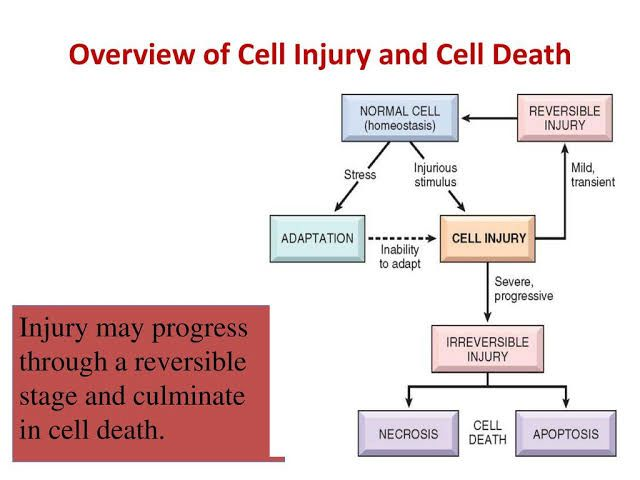 Overview of Cell Injury and Cell Death
NORMAL CELL
(homeostasis)
REVERSIBLE
INJURY
Stress
Injurious
stimulus
Mild,
transient
ADAPTATION
Inability
to adapt
CELL INJURY
Severe,
progressive
Injury may progress
through a reversible
stage and culminate
in cell death.
IRREVERSIBLE
INJURY
NECROSIS
CELL
DEATH
APOPTOSIS